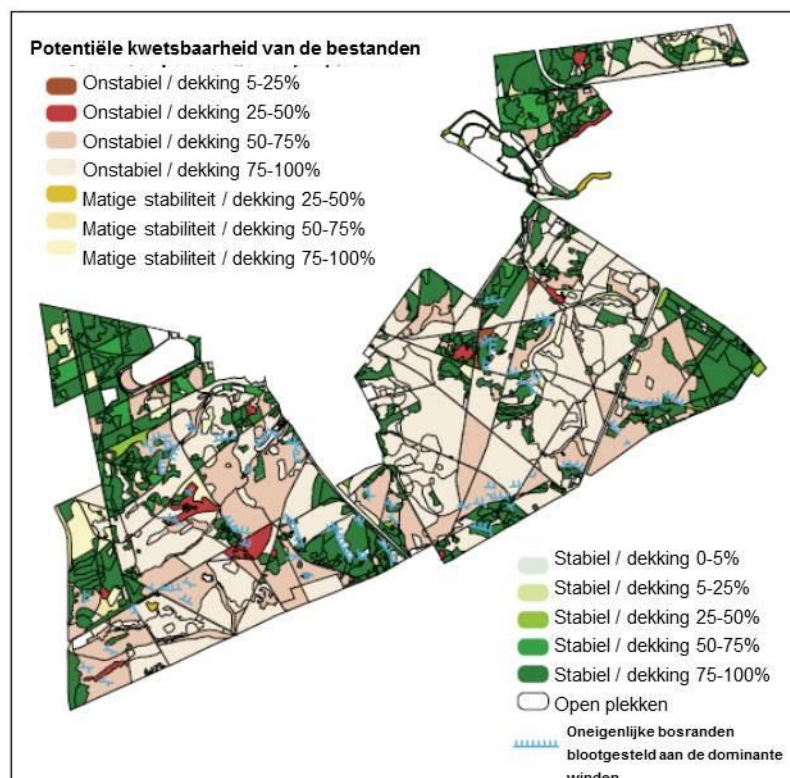 Potentiële kwetsbaarheid van de bestanden
Onstabiel / dekking 5-25%
Onstabiel / dekking 25-50%
Onstabiel / dekking 50-75%
Onstabiel / dekking 75-100%
Matige stabiliteit / dekking 25-50%
Matige stabiliteit / dekking 50-75%
Matige stabiliteit / dekking 75-100%
Stabiel / dekking 0-5%
Stabiel / dekking 5-25%
Stabiel / dekking 25-50%
Stabiel / dekking 50-75%
Stabiel / dekking 75-100%
Open plekken
Oneigenlijke bosranden
blootgesteld aan de dominante
winden